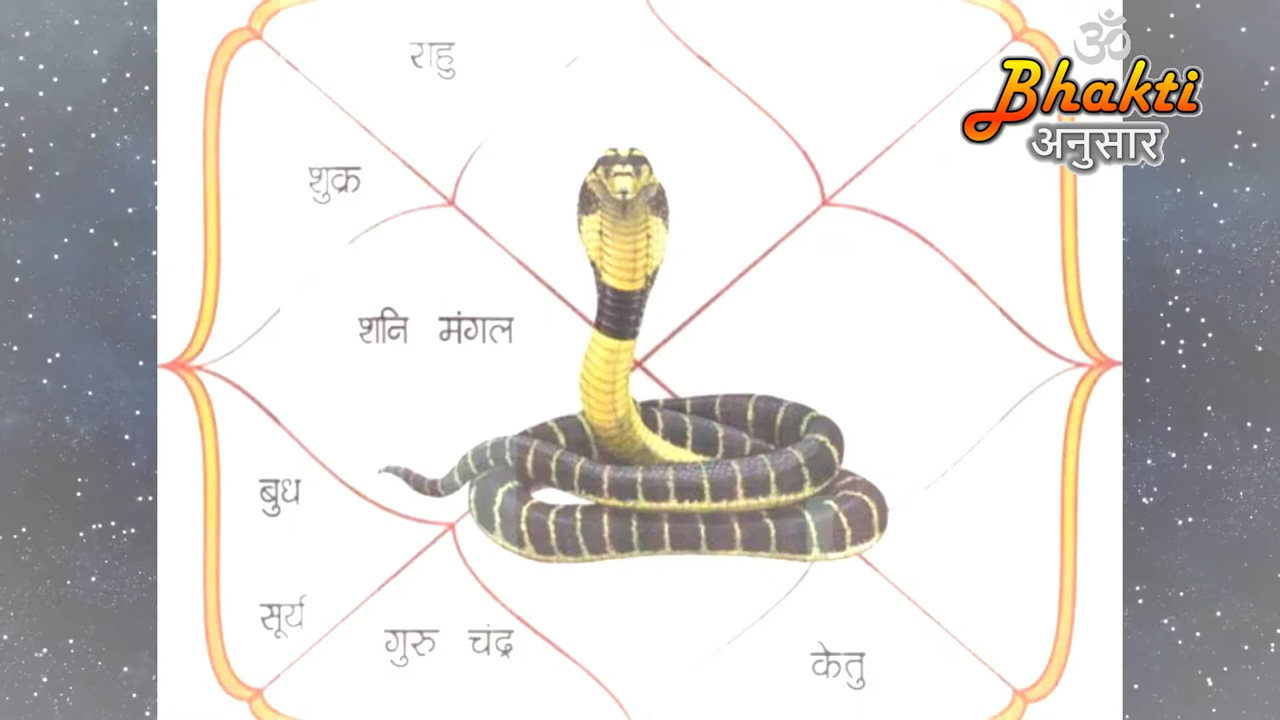 राहु
ॐ
Bhakti
अनुसार
शुक्र
शनि मंगल
बुध
सूर्य
गुरु चंद्र
केतु